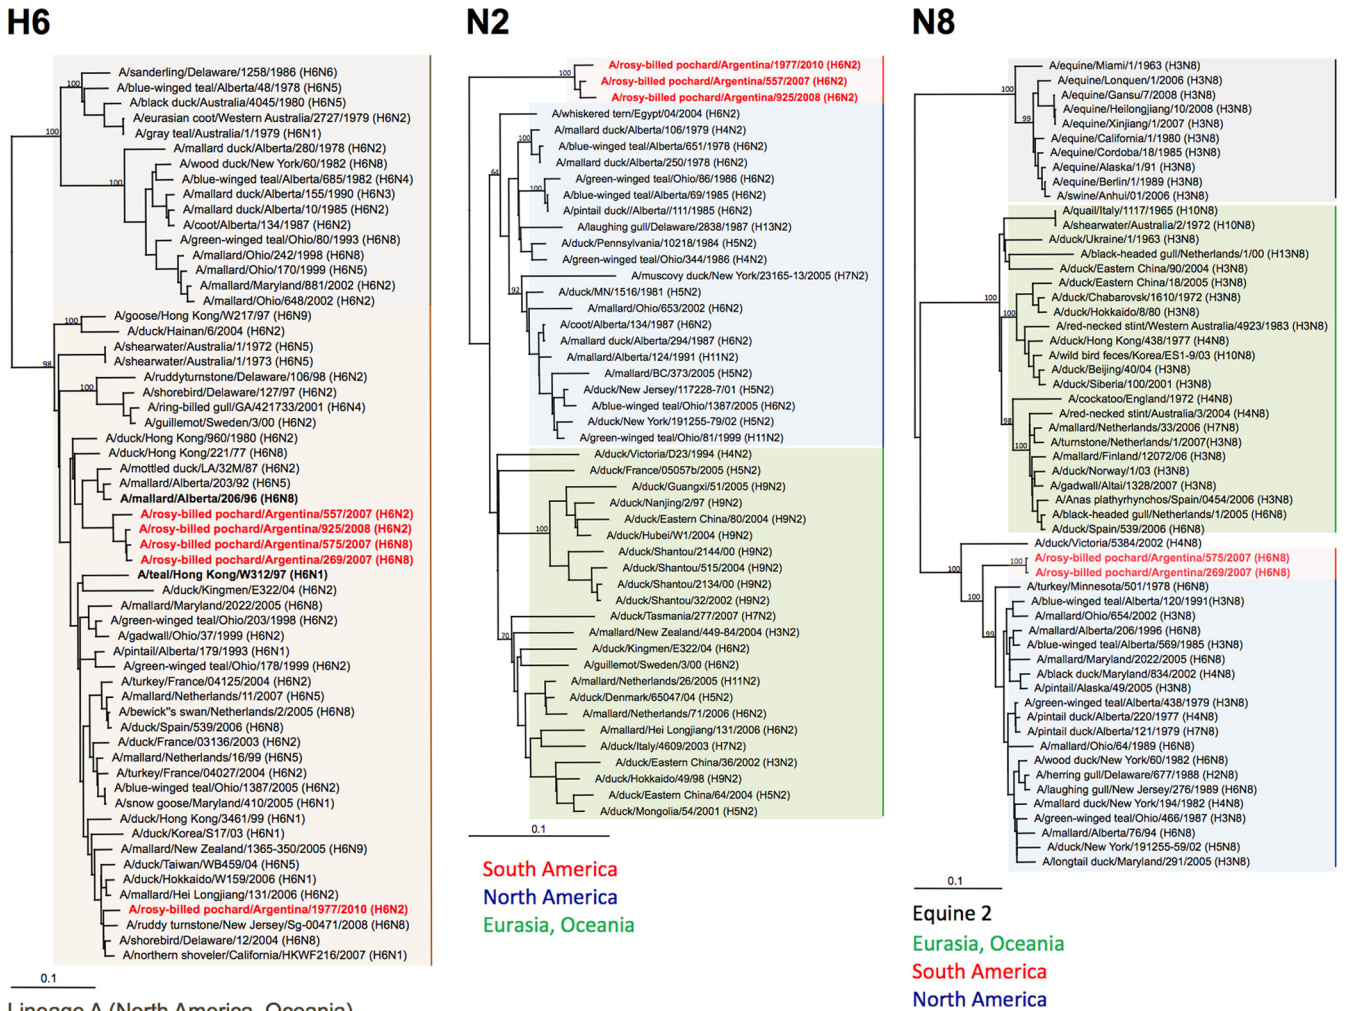 H6
100
A/sanderling/Delaware/1258/1986 (H6N6)
A/blue-winged teal/Alberta/48/1978 (H6N5)
A/black duck/Australia/4045/1980 (H6N5)
A/eurasian coot/Western Australia/2727/1979 (H6N2)
A/gray teal/Australia/1/1979 (H6N1)
100
A/mallard duck/Alberta/280/1978 (H6N2)
A/wood duck/New York/60/1982 (H6N8)
A/blue-winged teal/Alberta/685/1982 (H6N4)
100
A/mallard duck/Alberta/155/1990 (H6N3)
A/mallard duck/Alberta/10/1985 (H6N2)
A/coot/Alberta/134/1987 (H6N2)
A/green-winged teal/Ohio/80/1993 (H6N8)
A/mallard/Ohio/242/1998 (H6N8)
A/mallard/Ohio/170/1999 (H6N5)
A/mallard/Maryland/881/2002 (H6N2)
A/mallard/Ohio/648/2002 (H6N2)
100
A/goose/Hong Kong/W217/97 (H6N9)
A/duck/Hainan/6/2004 (H6N2)
A/shearwater/Australia/1/1972 (H6N5)
A/shearwater/Australia/1/1973 (H6N5)
98
A/ruddyturnstone/Delaware/106/98 (H6N2)
100
A/shorebird/Delaware/127/97 (H6N2)
A/ring-billed gull/GA/421733/2001 (H6N4)
A/guillemot/Sweden/3/00 (H6N2)
A/duck/Hong Kong/960/1980 (H6N2)
A/duck/Hong Kong/221/77 (H6N8)
A/mottled duck/LA/32M/87 (H6N2)
A/mallard/Alberta/203/92 (H6N5)
A/mallard/Alberta/206/96 (H6N8)
A/rosy-billed pochard/Argentina/557/2007 (H6N2)
A/rosy-billed pochard/Argentina/925/2008 (H6N2)
A/rosy-billed pochard/Argentina/575/2007 (H6N8)
A/rosy-billed pochard/Argentina/269/2007 (H6N8)
A/teal/Hong Kong/W312/97 (H6N1)
A/duck/Kingmen/E322/04 (H6N2)
A/mallard/Maryland/2022/2005 (H6N8)
A/green-winged teal/Ohio/203/1998 (H6N2)
A/gadwall/Ohio/37/1999 (H6N2)
A/pintail/Alberta/179/1993 (H6N1)
A/green-winged teal/Ohio/178/1999 (H6N2)
A/turkey/France/04125/2004 (H6N2)
A/mallard/Netherlands/11/2007 (H6N5)
A/bewick"s swan/Netherlands/2/2005 (H6N8)
A/duck/Spain/539/2006 (H6N8)
A/duck/France/03136/2003 (H6N2)
A/mallard/Netherlands/16/99 (H6N5)
A/turkey/France/04027/2004 (H6N2)
A/blue-winged teal/Ohio/1387/2005 (H6N2)
A/snow goose/Maryland/410/2005 (H6N1)
A/duck/Hong Kong/3461/99 (H6N1)
A/duck/Korea/S17/03 (H6N1)
A/mallard/New Zealand/1365-350/2005 (H6N9)
A/duck/Taiwan/WB459/04 (H6N5)
A/duck/Hokkaido/W159/2006 (H6N1)
A/mallard/Hei Longjiang/131/2006 (H6N2)
A/rosy-billed pochard/Argentina/1977/2010 (H6N2)
A/ruddy turnstone/New Jersey/Sg-00471/2008 (H6N8)
A/shorebird/Delaware/12/2004 (H6N8)
A/northern shoveler/California/HKWF216/2007 (H6N1)
0.1
Lineage A (North America, Oceania)
N2
A/rosy-billed pochard/Argentina/1977/2010 (H6N2)
100
A/rosy-billed pochard/Argentina/557/2007 (H6N2)
A/rosy-billed pochard/Argentina/925/2008 (H6N2)
A/whiskered tern/Egypt/04/2004 (H6N2)
A/mallard duck/Alberta/106/1979 (H4N2)
100
A/blue-winged teal/Alberta/651/1978 (H6N2)
A/mallard duck/Alberta/250/1978 (H6N2)
64
A/green-winged teal/Ohio/86/1986 (H6N2)
100
A/blue-winged teal/Alberta/69/1985 (H6N2)
A/pintail duck/Alberta//111/1985 (H6N2)
A/laughing gull/Delaware/2838/1987 (H13N2)
A/duck/Pennsylvania/10218/1984 (H5N2)
A/green-winged teal/Ohio/344/1986 (H4N2)
A/muscovy duck/New York/23165-13/2005 (H7N2)
92
A/duck/MN/1516/1981 (H5N2)
A/mallard/Ohio/653/2002 (H6N2)
A/coot/Alberta/134/1987 (H6N2)
A/mallard duck/Alberta/294/1987 (H6N2)
A/mallard/Alberta/124/1991 (H11N2)
A/mallard/BC/373/2005 (H5N2)
A/duck/New Jersey/117228-7/01 (H5N2)
A/blue-winged teal/Ohio/1387/2005 (H6N2)
A/duck/New York/191255-79/02 (H5N2)
A/green-winged teal/Ohio/81/1999 (H11N2)
A/duck/Victoria/D23/1994 (H4N2)
A/duck/France/05057b/2005 (H5N2)
A/duck/Guangxi/51/2005 (H9N2)
A/duck/Nanjing/2/97 (H9N2)
A/duck/Eastern China/80/2004 (H9N2)
100
A/duck/Hubei/W1/2004 (H9N2)
A/duck/Shantou/2144/00 (H9N2)
A/duck/Shantou/515/2004 (H9N2)
A/duck/Shantou/2134/00 (H9N2)
A/duck/Shantou/32/2002 (H9N2)
A/duck/Tasmania/277/2007 (H7N2)
70
A/mallard/New Zealand/449-84/2004 (H3N2)
A/duck/Kingmen/E322/04 (H6N2)
A/guillemot/Sweden/3/00 (H6N2)
A/mallard/Netherlands/26/2005 (H11N2)
A/duck/Denmark/65047/04 (H5N2)
A/mallard/Netherlands/71/2006 (H6N2)
A/mallard/Hei Longjiang/131/2006 (H6N2)
A/duck/Italy/4609/2003 (H7N2)
A/duck/Eastern China/36/2002 (H3N2)
A/duck/Hokkaido/49/98 (H9N2)
A/duck/Eastern China/64/2004 (H5N2)
A/duck/Mongolia/54/2001 (H5N2)
0.1
South America
North America
Eurasia, Oceania
N8
A/equine/Miami/1/1963 (H3N8)
A/equine/Lonquen/1/2006 (H3N8)
100
A/equine/Gansu/7/2008 (H3N8)
A/equine/Heilongjiang/10/2008 (H3N8)
99
A/equine/Xinjiang/1/2007 (H3N8)
A/equine/California/1/1980 (H3N8)
A/equine/Cordoba/18/1985 (H3N8)
A/equine/Alaska/1/91 (H3N8)
A/equine/Berlin/1/1989 (H3N8)
A/swine/Anhui/01/2006 (H3N8)
A/quail/Italy/1117/1965 (H10N8)
A/shearwater/Australia/2/1972 (H10N8)
A/duck/Ukraine/1/1963 (H3N8)
A/black-headed gull/Netherlands/1/00 (H13N8)
A/duck/Eastern China/90/2004 (H3N8)
A/duck/Eastern China/18/2005 (H3N8)
100
A/duck/Chabarovsk/1610/1972 (H3N8)
100
A/duck/Hokkaido/8/80 (H3N8)
A/red-necked stint/Western Australia/4923/1983 (H3N8)
A/duck/Hong Kong/438/1977 (H4N8)
A/wild bird feces/Korea/ES1-9/03 (H10N8)
A/duck/Beijing/40/04 (H3N8)
A/duck/Siberia/100/2001 (H3N8)
A/cockatoo/England/1972 (H4N8)
A/red-necked stint/Australia/3/2004 (H4N8)
98
A/mallard/Netherlands/33/2006 (H7N8)
A/turnstone/Netherlands/1/2007(H3N8)
100
A/mallard/Finland/12072/06 (H3N8)
A/duck/Norway/1/03 (H3N8)
A/gadwall/Altai/1328/2007 (H3N8)
A/Anas plathyrhynchos/Spain/0454/2006 (H3N8)
A/black-headed gull/Netherlands/1/2005 (H6N8)
A/duck/Spain/539/2006 (H6N8)
A/duck/Victoria/5384/2002 (H4N8)
100
A/rosy-billed pochard/Argentina/575/2007 (H6N8)
100
A/rosy-billed pochard/Argentina/269/2007 (H6N8)
A/turkey/Minnesota/501/1978 (H6N8)
100
A/blue-winged teal/Alberta/120/1991(H3N8)
A/mallard/Ohio/654/2002 (H3N8)
99
A/mallard/Alberta/206/1996 (H6N8)
A/blue-winged teal/Alberta/569/1985 (H3N8)
A/mallard/Maryland/2022/2005 (H6N8)
A/black duck/Maryland/834/2002 (H4N8)
A/pintail/Alaska/49/2005 (H3N8)
A/green-winged teal/Alberta/438/1979 (H3N8)
A/pintail duck/Alberta/220/1977 (H4N8)
A/pintail duck/Alberta/121/1979 (H7N8)
A/mallard/Ohio/64/1989 (H6N8)
A/wood duck/New York/60/1982 (H6N8)
A/herring gull/Delaware/677/1988 (H2N8)
A/laughing gull/New Jersey/276/1989 (H6N8)
A/mallard duck/New York/194/1982 (H4N8)
A/green-winged teal/Ohio/466/1987 (H3N8)
A/mallard/Alberta/76/94 (H6N8)
A/duck/New York/191255-59/02 (H5N8)
A/longtail duck/Maryland/291/2005 (H3N8)
0.1
Equine 2
Eurasia, Oceania
South America
North America